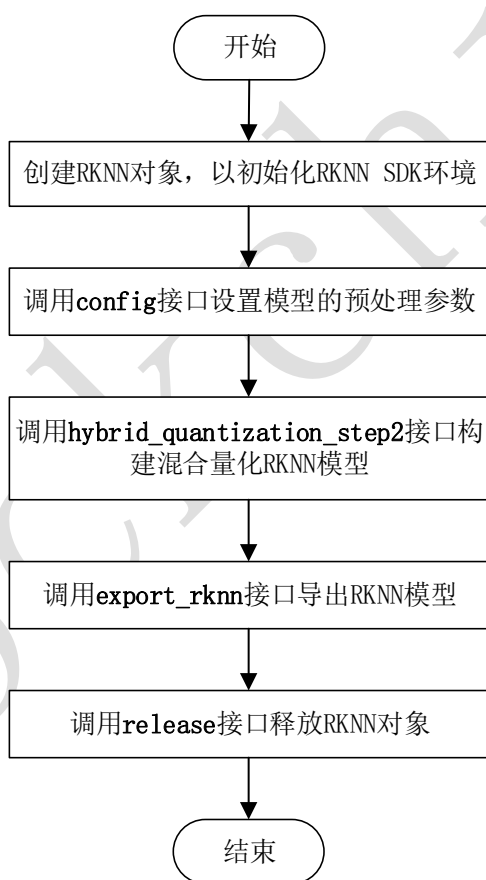 开始
创建RKNN对象，以初始化RKNN SDK环境
调用config接口设置模型的预处理参数
调用hybrid_quantization_step2接口构
建混合量化RKNN模型
调用export_rknn接口导出RKNN模型
调用release接口释放RKNN对象
结束